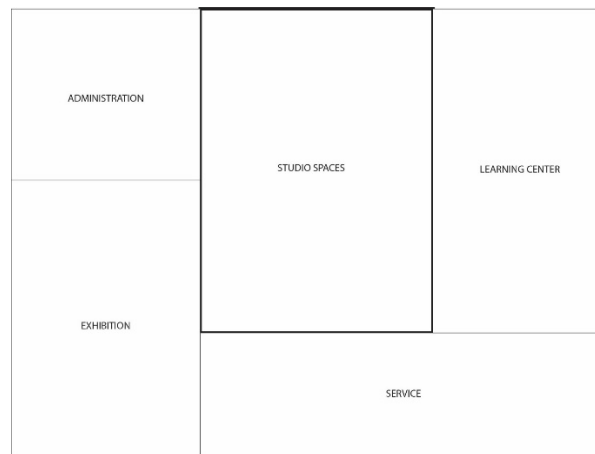 ADMINISTRATION
STUDIO SPACES
LEARNING CENTER
EXHIBITION
SERVICE